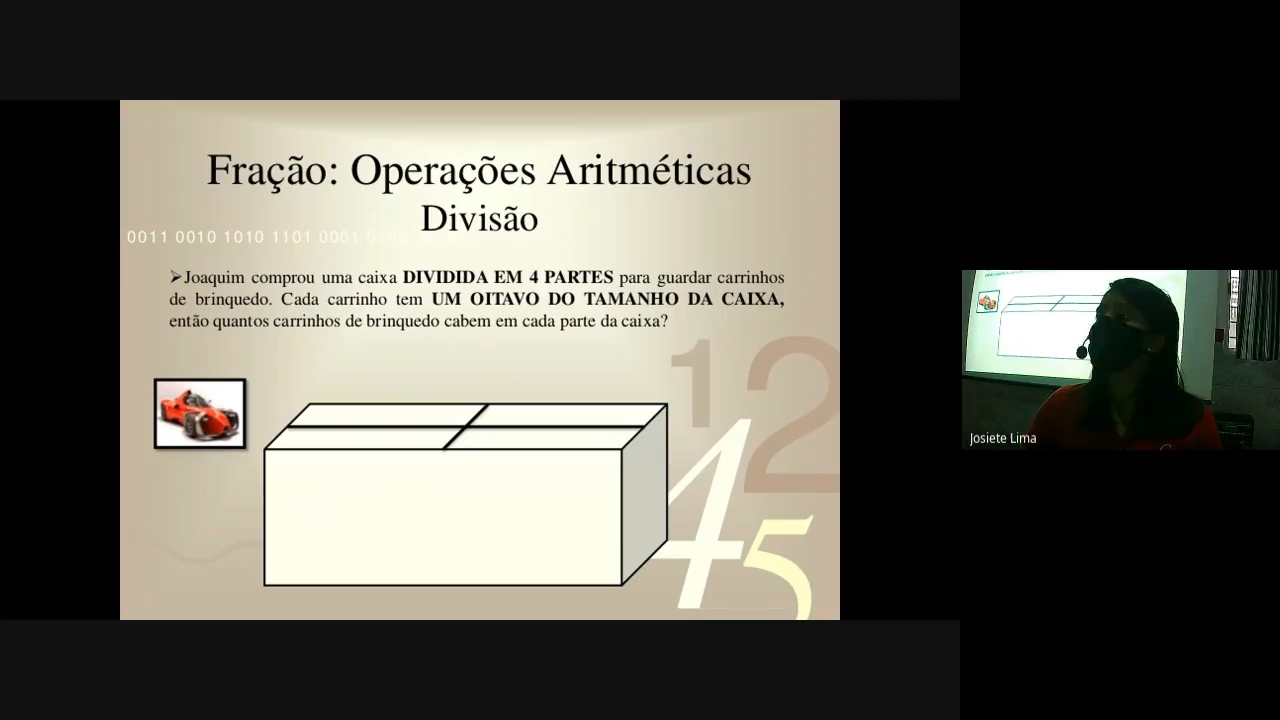 Fração: Operações Aritméticas
Divisão
0011 0010 1010 1101 0001
➢Joaquim comprou uma caixa DIVIDIDA EM 4 PARTES para guardar carrinhos
de brinquedo. Cada carrinho tem UM OITAVO DO TAMANHO DA CAIXA,
então quantos carrinhos de brinquedo cabem em cada parte da caixa?
12
4
5
Josiete Lima